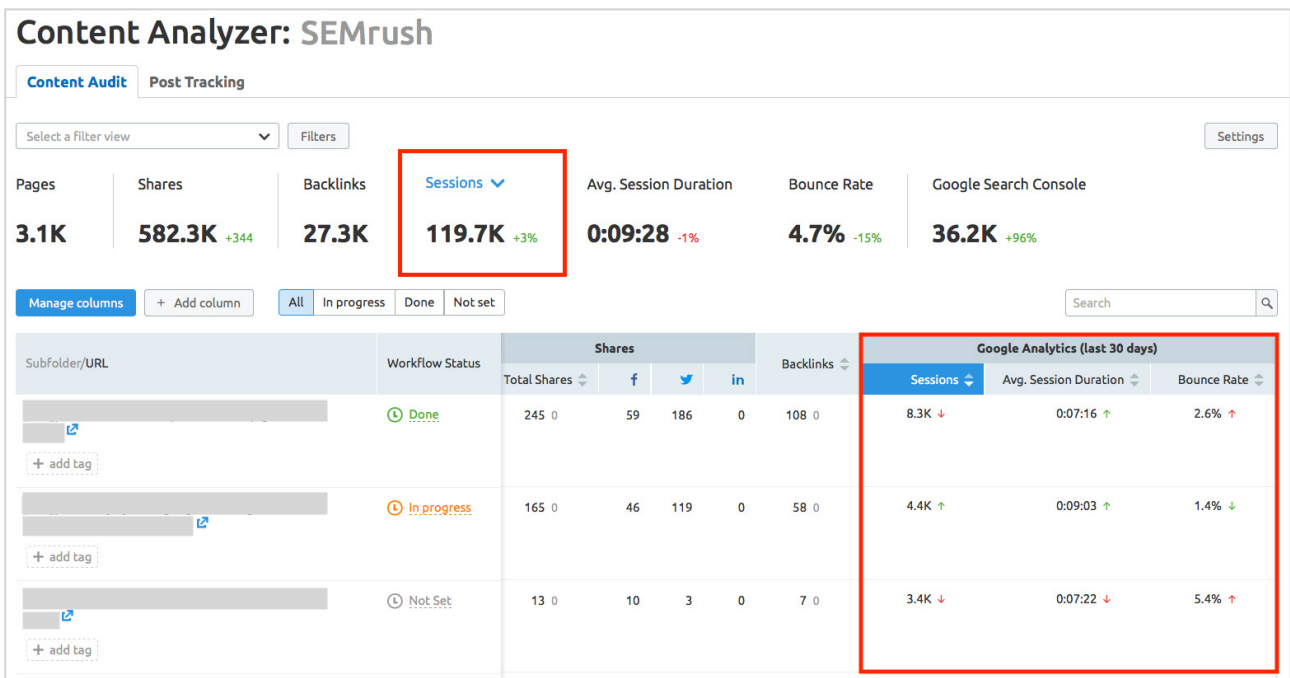 Content Analyzer: SEMrush
Content Audit Post Tracking
Select a filter view Filters Settings
Pages Shares Backlinks Sessions Avg. Session Duration Bounce Rate Google Search Console
3.1K 582.3K +344 27.3K 119.7K +3% 0:09:28 -1% 4.7% -15% 36.2K +96%
Manage columns + Add column All In progress Done Not set Search
Shares Google Analytics (last 30 days)
Subfolder/URL Workflow Status Backlinks
Total Shares f in Sessions Avg. Session Duration Bounce Rate
Done 245 0 59 186 0 108 0 8.3K ↓ 0:07:16 ↑ 2.6% ↑
+ add tag
In progress 165 0 46 119 0 58 0 4.4K ↑ 0:09:03 ↑ 1.4% ↓
+ add tag
Not Set 13 0 10 3 0 7 0 3.4K ↓ 0:07:22 ↓ 5.4% ↑
+ add tag